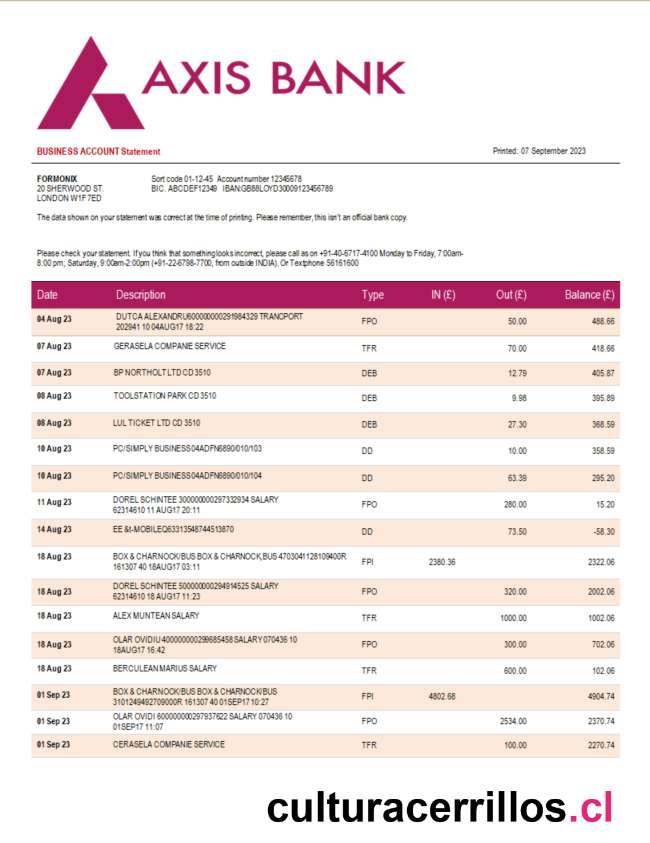 AXIS BANK
BUSINESS ACCOUNT Statement
Printed: 07 September 2023
FORMONIX
Sort code 01-12-45 Account number 12345678
20 SHERWOOD ST.
BIC. ABCDEF12349 IBAN:GB88LOYD30009123456789
LONDON W1F 7ED
The data shown on your statement was correct at the time of printing. Please remember, this isn't an official bank copy.
Please check your statement. If you think that something looks incorrect, please call as on +91-40-6717-4100 Monday to Friday, 7:00am-
8:00 pm; Saturday, 9:00am-2:00pm (+91-22-6798-7700, from outside INDIA). Or Textphone 56161600
Date Description Type IN (£) Out (£) Balance (£)
04 Aug 23 DUTCA ALEXANDRU600000000291984329 TRANCPORT
202941 10 04AUG17 18:22 FPO 50.00 488.66
07 Aug 23 GERASELA COMPANIE SERVICE TFR 70.00 418.66
07 Aug 23 BP NORTHOLT LTD CD 3510 DEB 12.79 405.87
08 Aug 23 TOOLSTATION PARK CD 3510 DEB 9.98 395.89
08 Aug 23 LUL TICKET LTD CD 3510 DEB 27.30 368.59
10 Aug 23 PC/SIMPLY BUSINESS04ADFN6890/010/103 DD 10.00 358.59
10 Aug 23 PC/SIMPLY BUSINESS04ADFN6890/010/104 DD 63.39 295.20
11 Aug 23 DOREL SCHINTEE 300000000297332934 SALARY
62314610 11 AUG17 20:11 FPO 280.00 15.20
14 Aug 23 EE &t-MOBILEQ63313548744513870 DD 73.50 -58.30
18 Aug 23 BOX & CHARNOCK/BUS BOX & CHARNOCK,BUS 4703041128109400R
161307 40 18AUG17 03:11 FPI 2380.36 2322.06
18 Aug 23 DOREL SCHINTEE 500000000294914525 SALARY
62314610 18 AUG17 11:23 FPO 320.00 2002.06
18 Aug 23 ALEX MUNTEAN SALARY TFR 1000.00 1002.06
18 Aug 23 OLAR OVIDIU 400000000299685458 SALARY 070436 10
18AUG17 16:42 FPO 300.00 702.06
18 Aug 23 BERCULEAN MARIUS SALARY TFR 600.00 102.06
01 Sep 23 BOX & CHARNOCK/BUS BOX & CHARNOCK/BUS
3101249492709000R 161307 40 01SEP17 10:27 FPI 4802.68 4904.74
01 Sep 23 OLAR OVIDI 600000000297937622 SALARY 070436 10
01SEP17 11:07 FPO 2534.00 2370.74
01 Sep 23 CERASELA COMPANIE SERVICE TFR 100.00 2270.74
culturacerrillos.cl